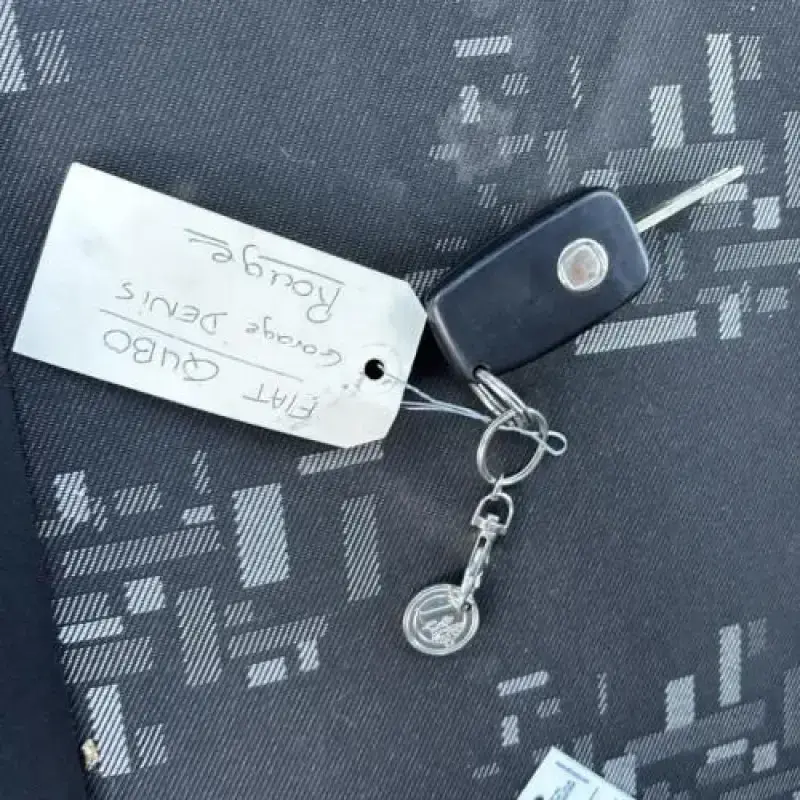 FIAT QUBO
Garage DENIS
Rouge